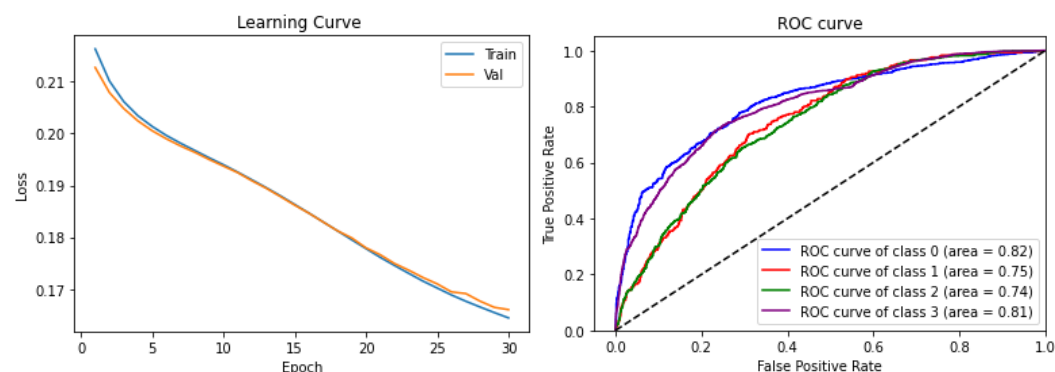 Learning Curve
Train
Val
0.21
0.20
0.19
0.18
0.17
Loss
0
5
10
15
20
25
30
Epoch
ROC curve
1.0
0.8
0.6
0.4
0.2
0.0
True Positive Rate
ROC curve of class 0 (area = 0.82)
ROC curve of class 1 (area = 0.75)
ROC curve of class 2 (area = 0.74)
ROC curve of class 3 (area = 0.81)
0.0
0.2
0.4
0.6
0.8
1.0
False Positive Rate